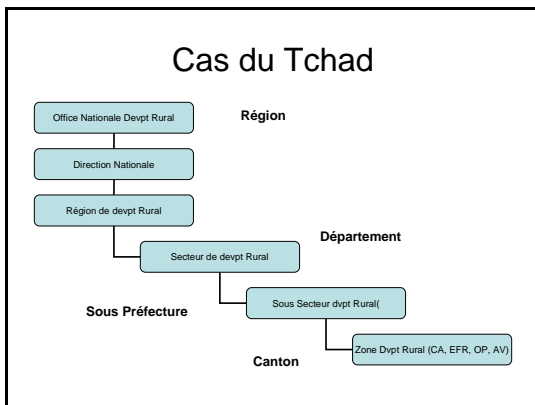 Cas du Tchad
Office Nationale Devpt Rural
Région
Direction Nationale
Région de devpt Rural
Département
Secteur de devpt Rural
Sous Préfecture
Sous Secteur dvpt Rural(
Canton
Zone Dvpt Rural (CA, EFR, OP, AV)